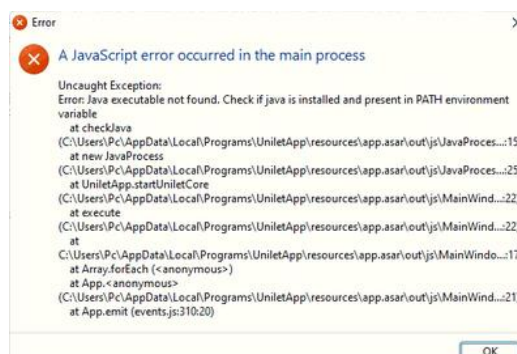 Error
A JavaScript error occurred in the main process
Uncaught Exception:
Error: Java executable not found. Check if java is installed and present in PATH environment
variable
at checkJava
(C:\Users\Pc\AppData\Local\Programs\UniletApp\resources\app.asar\out\js\JavaProces...:15
at new JavaProcess
(C:\Users\Pc\AppData\Local\Programs\UniletApp\resources\app.asar\out\js\JavaProces...:25
at UniletApp.startUniletCore
(C:\Users\Pc\AppData\Local\Programs\UniletApp\resources\app.asar\out\js\MainWind...:22
at execute
(C:\Users\Pc\AppData\Local\Programs\UniletApp\resources\app.asar\out\js\MainWind...:22
at
C:\Users\Pc\AppData\Local\Programs\UniletApp\resources\app.asar\out\js\MainWindo...:17
at Array.forEach (<anonymous>)
at App.<anonymous>
(C:\Users\Pc\AppData\Local\Programs\UniletApp\resources\app.asar\out\js\MainWind...:21
at App.emit (events.js:310:20)
OK